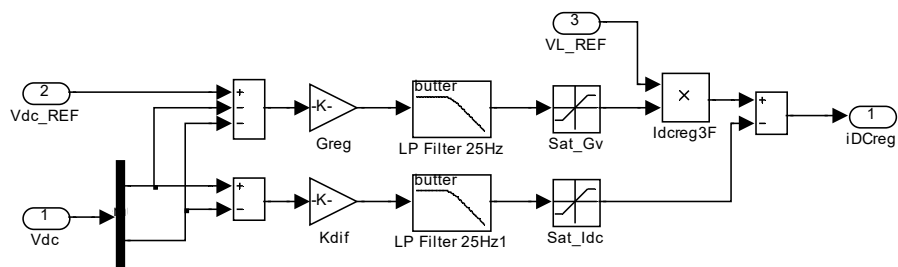 3
VL_REF
2
Vdc_REF
+
−
−
-K-
Greg
butter
LP Filter 25Hz
Sat_Gv
×
Idcreg3F
+
−
1
iDCreg
1
Vdc
+
−
-K-
Kdif
butter
LP Filter 25Hz1
Sat_Idc